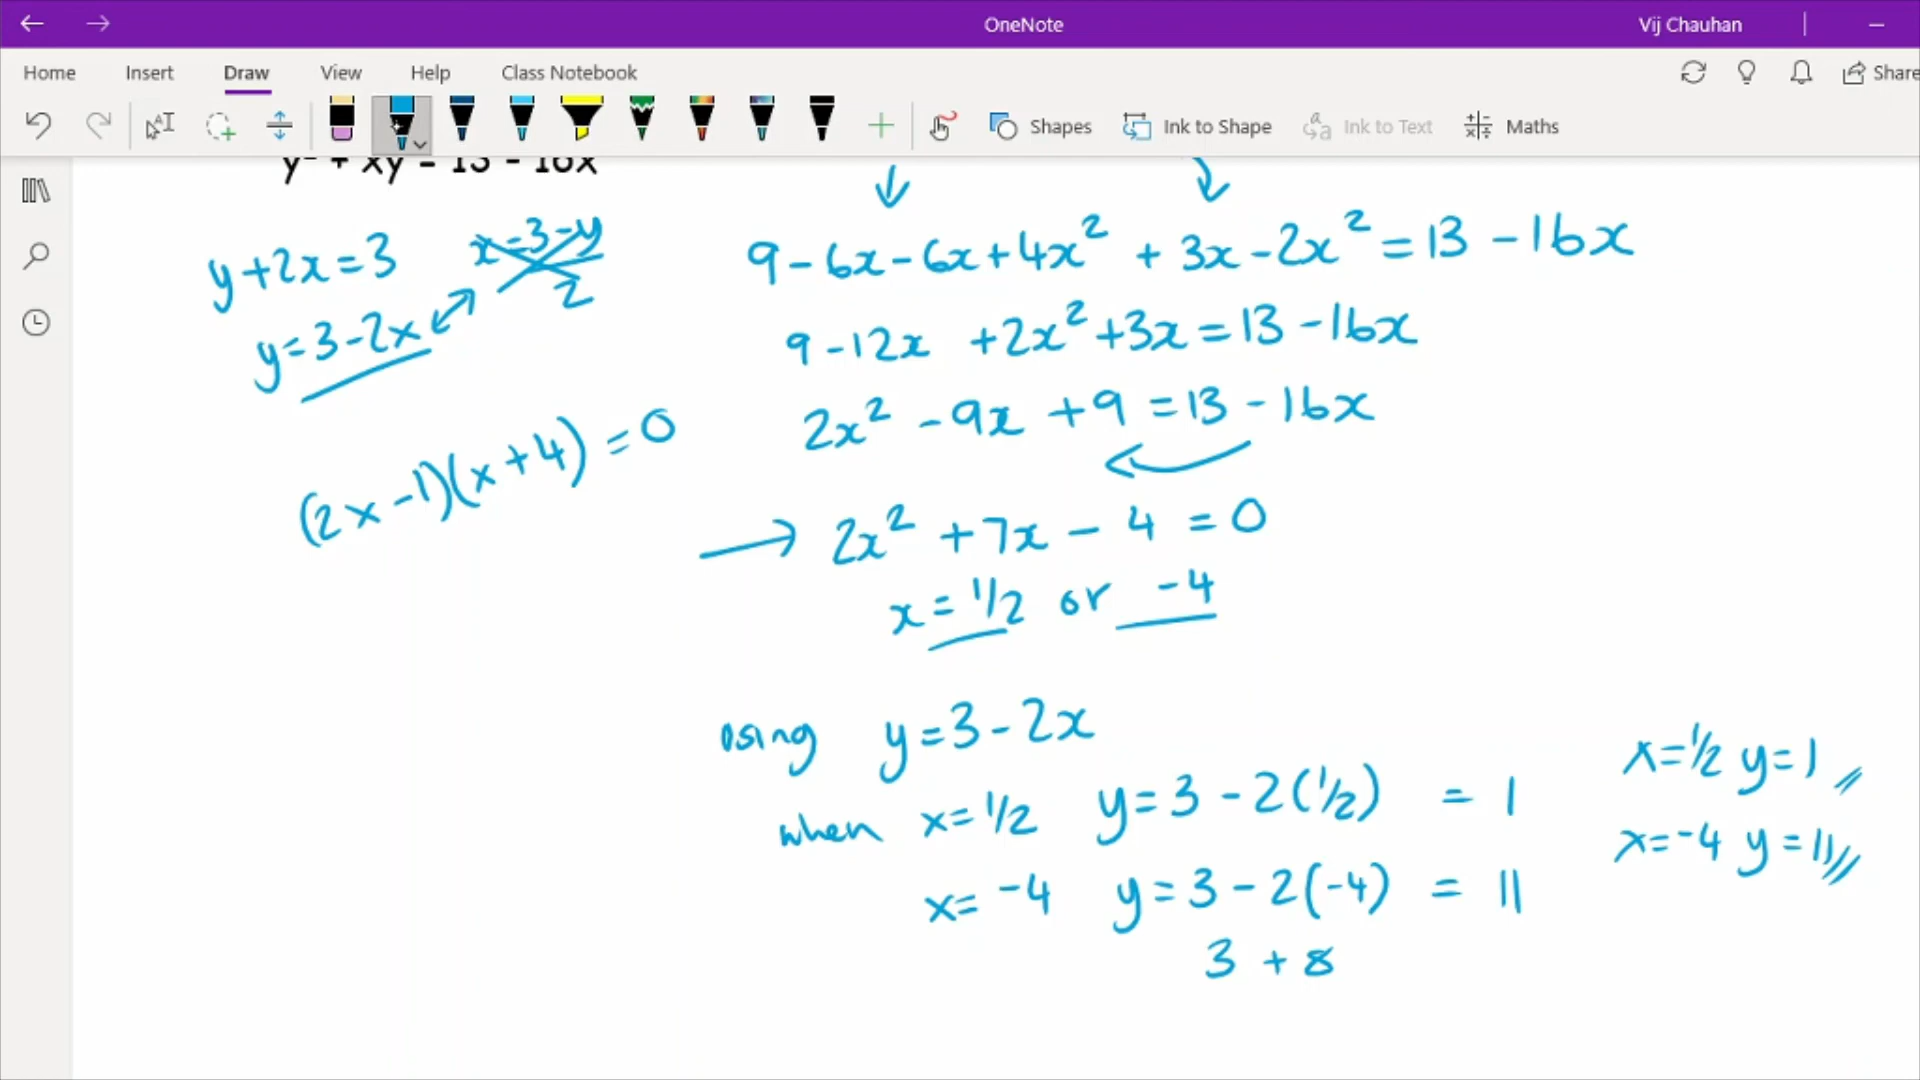 OneNote
Vij Chauhan
Home Insert Draw View Help Class Notebook
Share
Shapes Ink to Shape Ink to Text Maths
y² + xy = 13 - 16x
y+2x=3
x=3-y
2
y=3-2x
(2x-1)(x+4)=0
9-6x-6x+4x² + 3x-2x² = 13 - 16x
9-12x +2x² +3x = 13 - 16x
2x² - 9x + 9 = 13 - 16x
→ 2x² + 7x - 4 = 0
x = 1/2 or -4
using y=3-2x
when x=1/2 y=3-2(1/2) = 1
x= -4 y=3-2(-4) = 11
3 + 8
x=1/2 y=1
x=-4 y=11